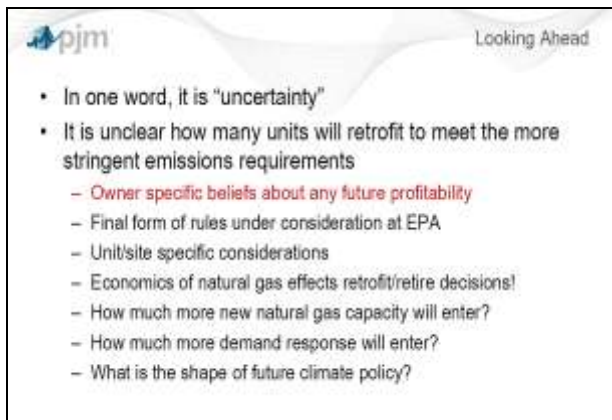 pjm
Looking Ahead
• In one word, it is “uncertainty”
• It is unclear how many units will retrofit to meet the more
stringent emissions requirements
– Owner specific beliefs about any future profitability
– Final form of rules under consideration at EPA
– Unit/site specific considerations
– Economics of natural gas effects retrofit/retire decisions!
– How much more new natural gas capacity will enter?
– How much more demand response will enter?
– What is the shape of future climate policy?